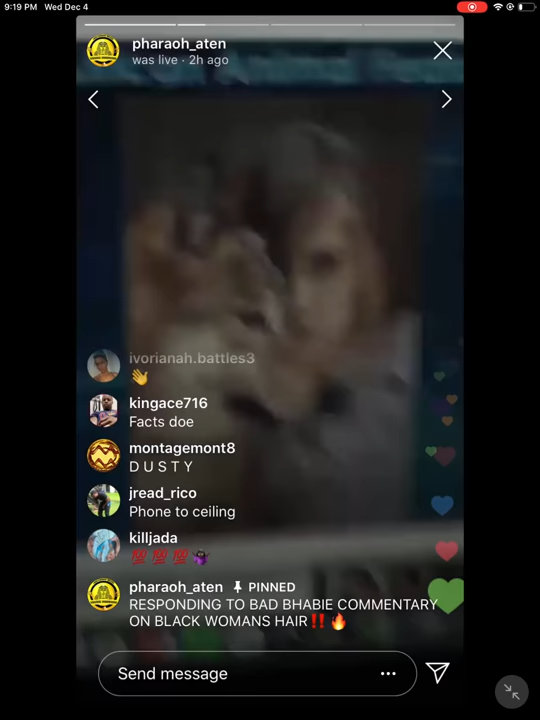 9:19 PM Wed Dec 4
pharaoh_aten
was live · 2h ago
ivorianah.battles3
👋
kingace716
Facts doe
montagemont8
D U S T Y
jread_rico
Phone to ceiling
killjada
💯 💯 💯 🤷🏿‍♀️
pharaoh_aten 📌 PINNED
RESPONDING TO BAD BHABIE COMMENTARY
ON BLACK WOMANS HAIR‼️🔥
Send message